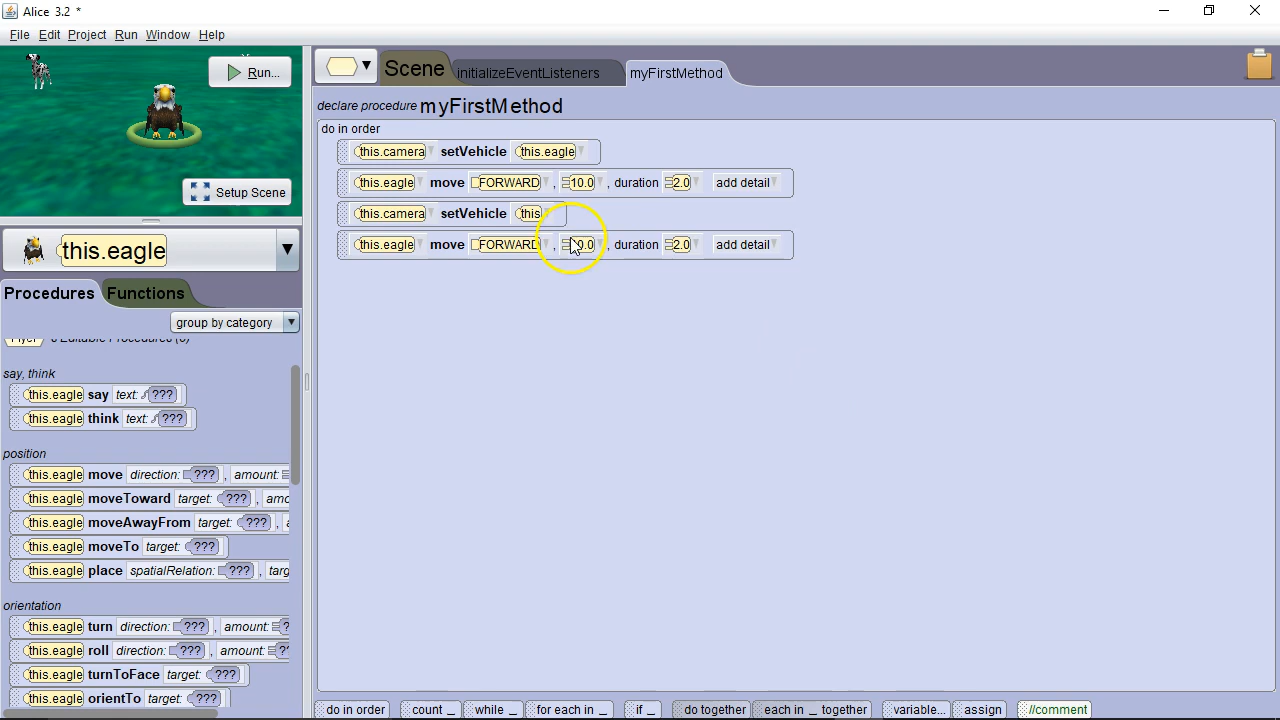 Alice 3.2 *
File Edit Project Run Window Help
Run...
Setup Scene
Scene initializeEventListeners myFirstMethod
declare procedure myFirstMethod
do in order
this.camera setVehicle this.eagle
this.eagle move FORWARD , 10.0 , duration 2.0 add detail
this.camera setVehicle this
this.eagle move FORWARD , 0.0 , duration 2.0 add detail
this.eagle
Procedures Functions
group by category
say, think
this.eagle say text: ???
this.eagle think text: ???
position
this.eagle move direction: ??? , amount:
this.eagle moveToward target: ??? , amo
this.eagle moveAwayFrom target: ??? ,
this.eagle moveTo target: ???
this.eagle place spatialRelation: ??? , targ
orientation
this.eagle turn direction: ??? , amount: ?
this.eagle roll direction: ??? , amount: ??
this.eagle turnToFace target: ???
this.eagle orientTo target: ???
do in order count _ while _ for each in _ if _ do together each in _ together variable... assign //comment